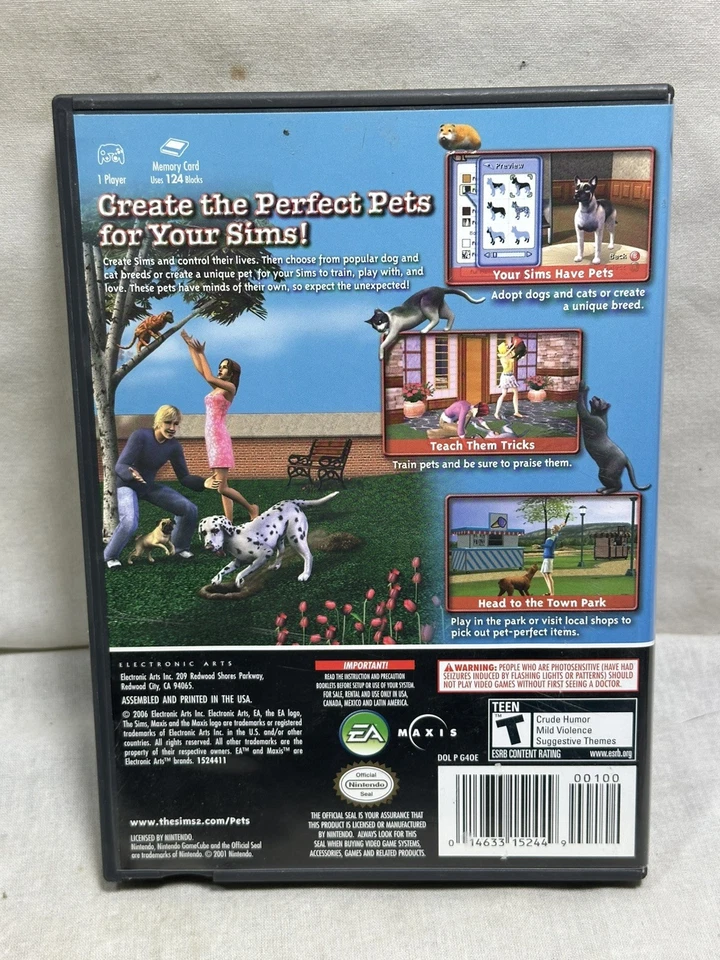 1 Player
Memory Card
Uses 124 Blocks
Create the Perfect Pets
for Your Sims!
Create Sims and control their lives. Then choose from popular dog and
cat breeds or create a unique pet for your Sims to train, play with, and
love. These pets have minds of their own, so expect the unexpected!
Preview
Back
Your Sims Have Pets
Adopt dogs and cats or create
a unique breed.
Teach Them Tricks
Train pets and be sure to praise them.
Head to the Town Park
Play in the park or visit local shops to
pick out pet-perfect items.
ELECTRONIC ARTS
Electronic Arts Inc. 209 Redwood Shores Parkway,
Redwood City, CA 94065.
ASSEMBLED AND PRINTED IN THE USA.
© 2006 Electronic Arts Inc. Electronic Arts, EA, the EA logo,
The Sims, Maxis and the Maxis logo are trademarks or registered
trademarks of Electronic Arts Inc. in the U.S. and/or other
countries. All rights reserved. All other trademarks are the
property of their respective owners. EA™ and Maxis™ are
Electronic Arts™ brands. 1524411
www.thesims2.com/Pets
LICENSED BY NINTENDO.
Nintendo, Nintendo GameCube and the Official Seal
are trademarks of Nintendo. © 2001 Nintendo.
IMPORTANT!
READ THE INSTRUCTION AND PRECAUTION
BOOKLETS BEFORE SETUP OR USE OF YOUR SYSTEM.
FOR SALE, RENTAL AND USE ONLY IN USA,
CANADA, MEXICO AND LATIN AMERICA.
EA
MAXIS
Official
Nintendo
Seal
THE OFFICIAL SEAL IS YOUR ASSURANCE THAT
THIS PRODUCT IS LICENSED OR MANUFACTURED
BY NINTENDO. ALWAYS LOOK FOR THIS
SEAL WHEN BUYING VIDEO GAME SYSTEMS,
ACCESSORIES, GAMES AND RELATED PRODUCTS.
WARNING: PEOPLE WHO ARE PHOTOSENSITIVE (HAVE HAD
SEIZURES INDUCED BY FLASHING LIGHTS OR PATTERNS) SHOULD
NOT PLAY VIDEO GAMES WITHOUT FIRST SEEING A DOCTOR.
TEEN
T
Crude Humor
Mild Violence
Suggestive Themes
ESRB CONTENT RATING www.esrb.org
DOL P G4OE
00100
0 14633 15244 9